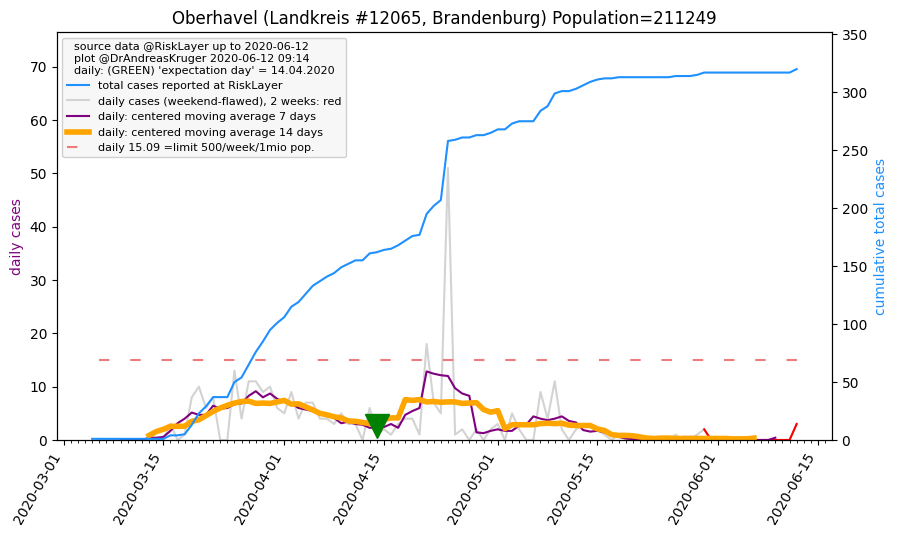 Oberhavel (Landkreis #12065, Brandenburg) Population=211249
source data @RiskLayer up to 2020-06-12
plot @DrAndreasKruger 2020-06-12 09:14
daily: (GREEN) 'expectation day' = 14.04.2020
total cases reported at RiskLayer
daily cases (weekend-flawed), 2 weeks: red
daily: centered moving average 7 days
daily: centered moving average 14 days
daily 15.09 =limit 500/week/1mio pop.
daily cases
70
60
50
40
30
20
10
0
cumulative total cases
350
300
250
200
150
100
50
0
2020-03-01
2020-03-15
2020-04-01
2020-04-15
2020-05-01
2020-05-15
2020-06-01
2020-06-15